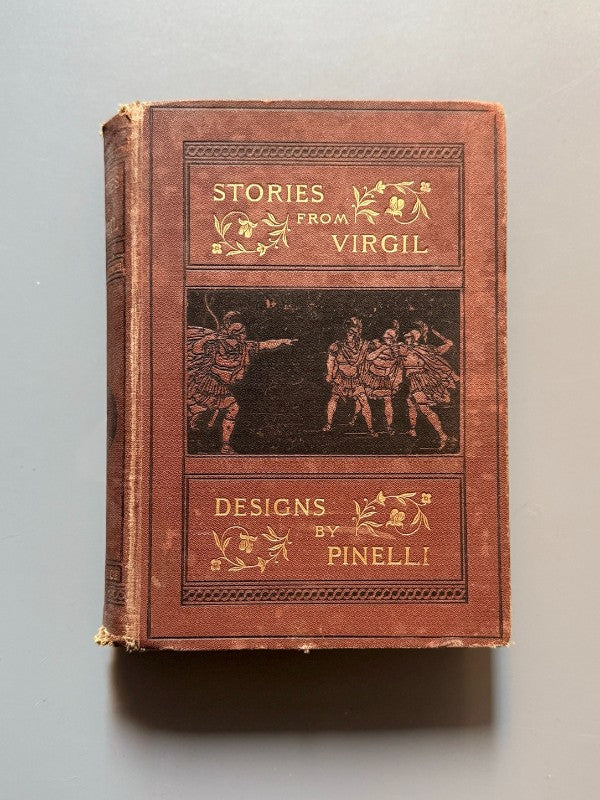 STORIES
FROM
VIRGIL
DESIGNS
BY
PINELLI